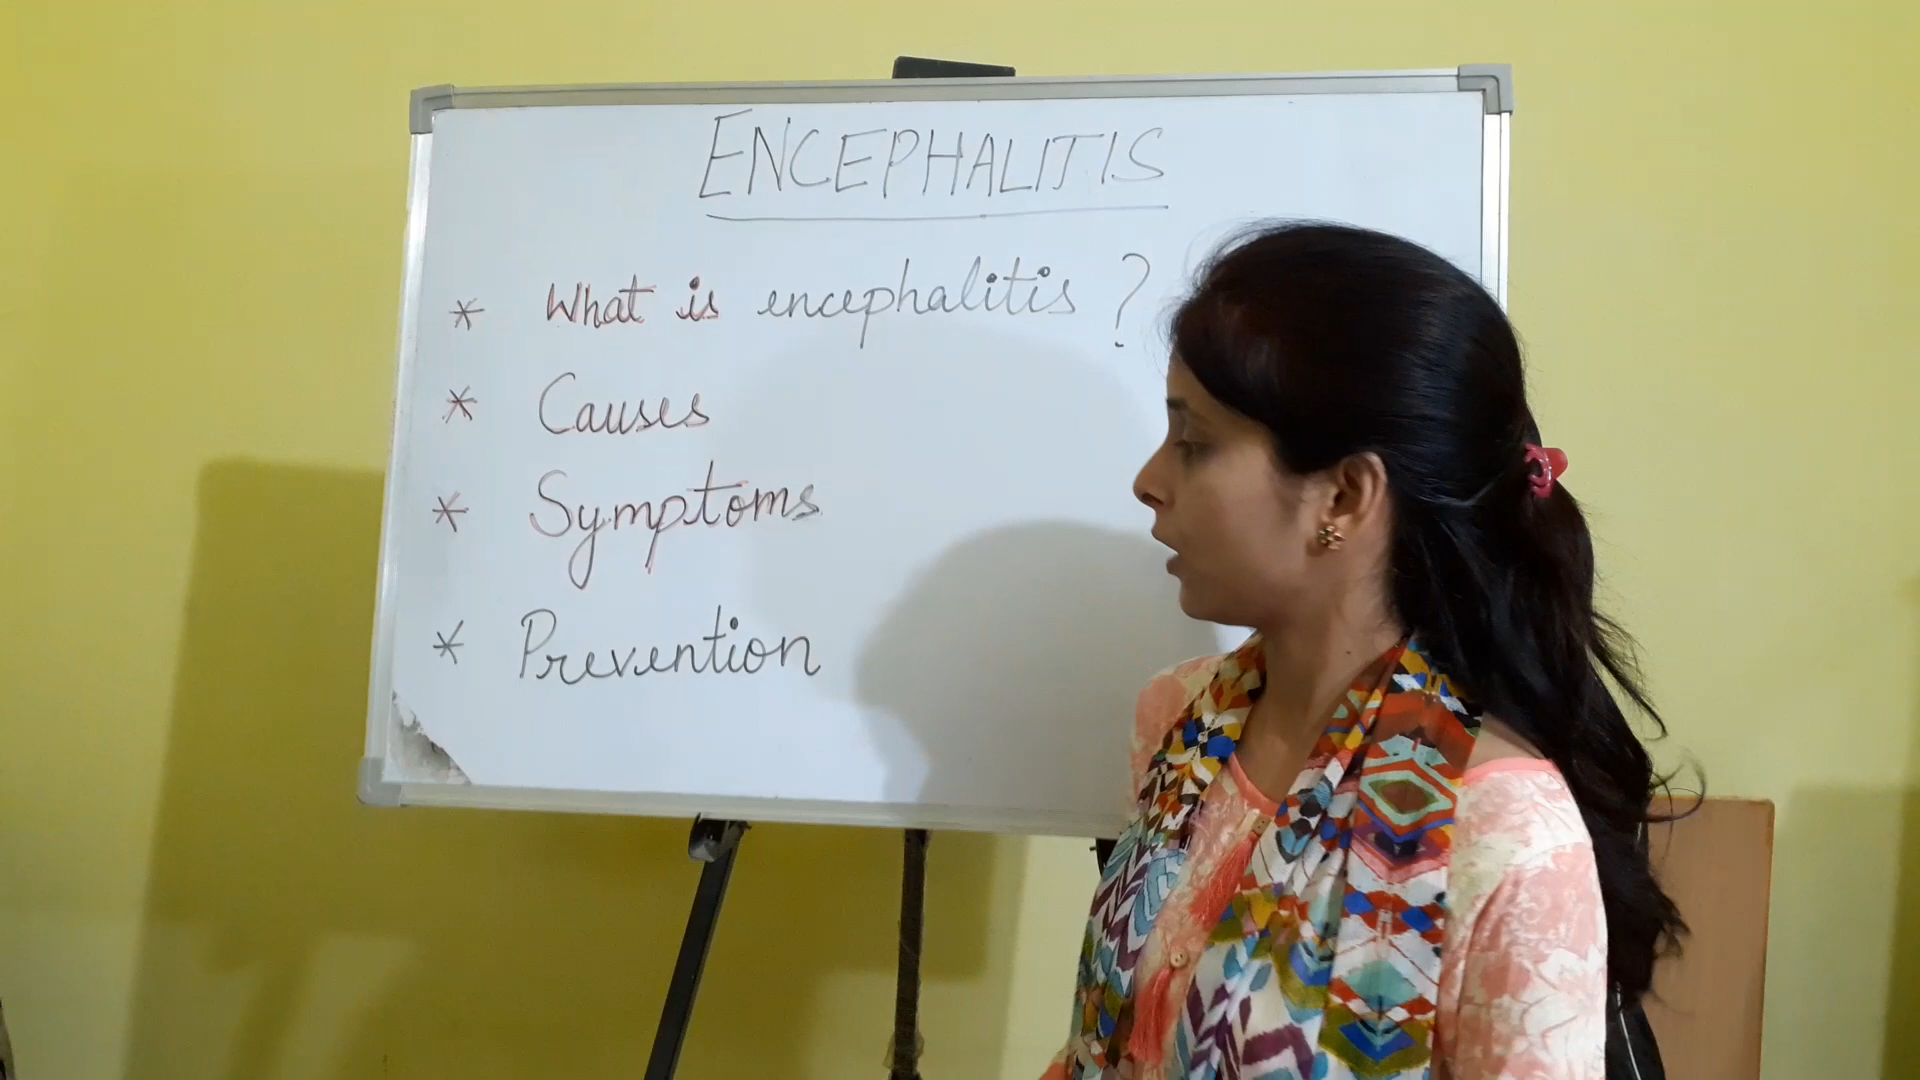 ENCEPHALITIS
* What is encephalitis ?
* Causes
* Symptoms
* Prevention